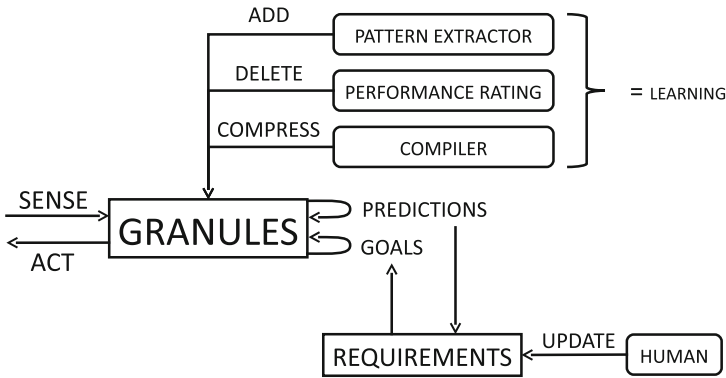 ADD
PATTERN EXTRACTOR
DELETE
PERFORMANCE RATING
= LEARNING
COMPRESS
COMPILER
SENSE
GRANULES
PREDICTIONS
GOALS
ACT
REQUIREMENTS
UPDATE
HUMAN